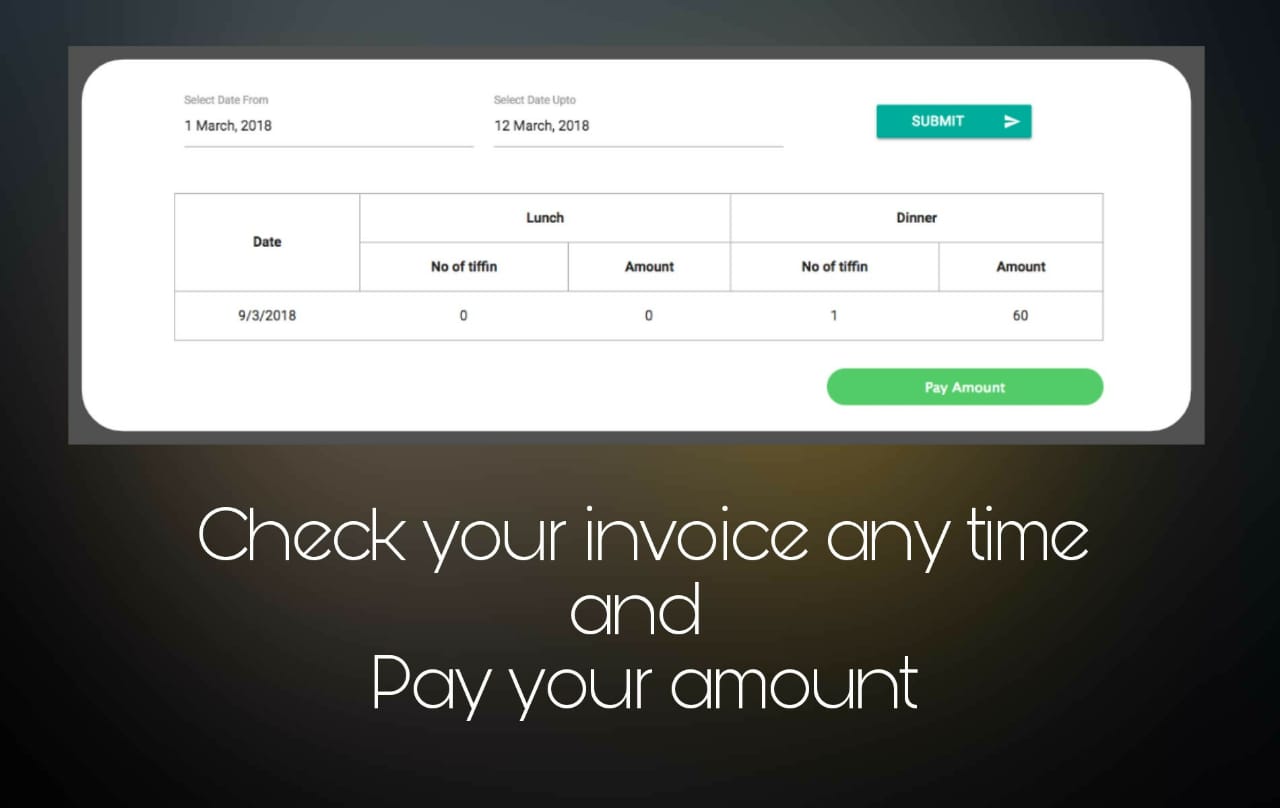 Select Date From Select Date Upto
1 March, 2018 12 March, 2018 SUBMIT
Date Lunch Dinner
No of tiffin Amount No of tiffin Amount
9/3/2018 0 0 1 60
Pay Amount
Check your invoice any time
and
Pay your amount